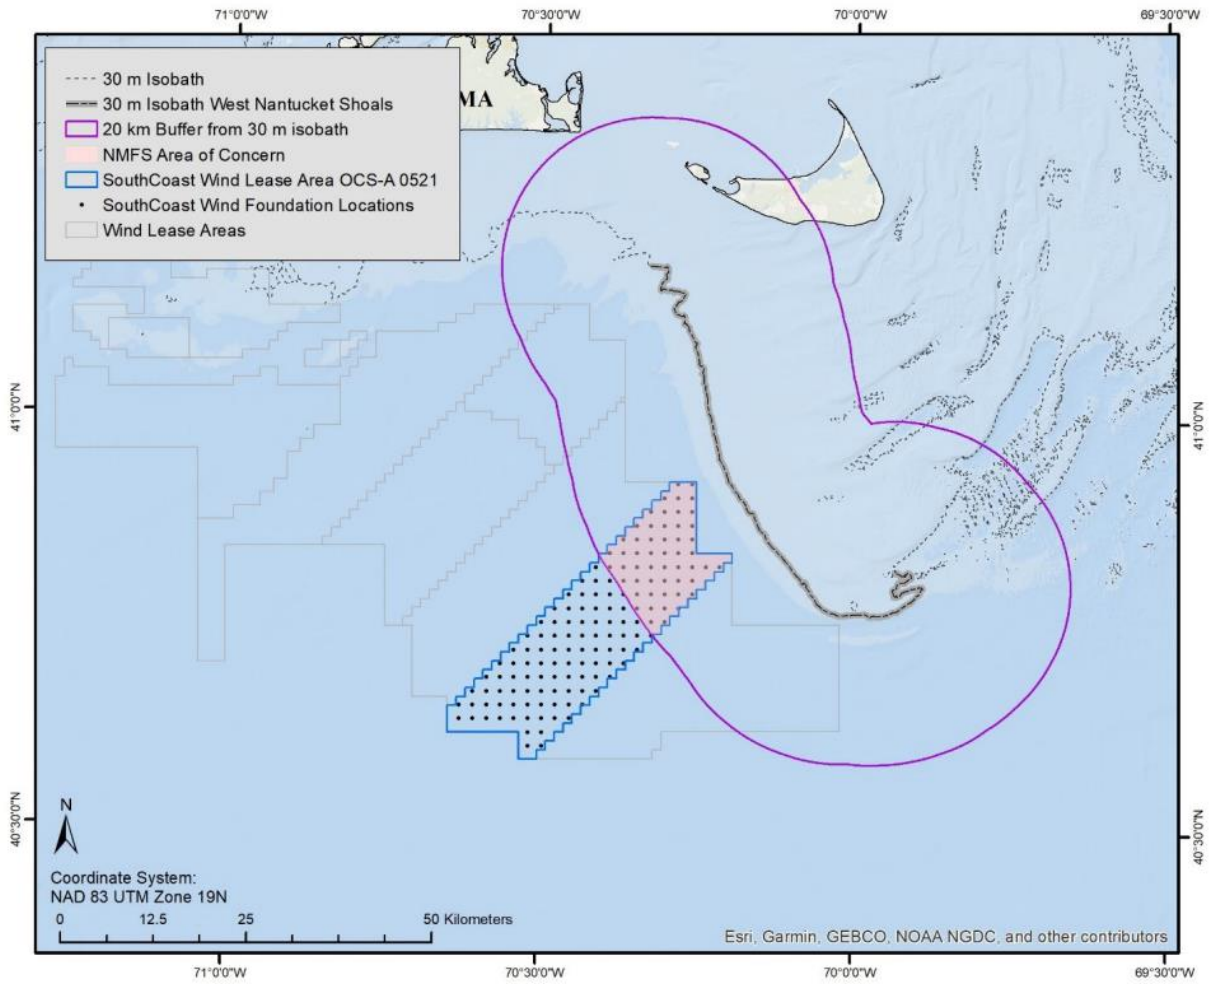 71°0'0"W 70°30'0"W 70°0'0"W 69°30'0"W
30 m Isobath
30 m Isobath West Nantucket Shoals
MA
20 km Buffer from 30 m isobath
NMFS Area of Concern
SouthCoast Wind Lease Area OCS-A 0521
SouthCoast Wind Foundation Locations
Wind Lease Areas
41°0'0"N 41°0'0"N
40°30'0"N 40°30'0"N
N
Coordinate System:
NAD 83 UTM Zone 19N
0 12.5 25 50 Kilometers
Esri, Garmin, GEBCO, NOAA NGDC, and other contributors
71°0'0"W 70°30'0"W 70°0'0"W 69°30'0"W